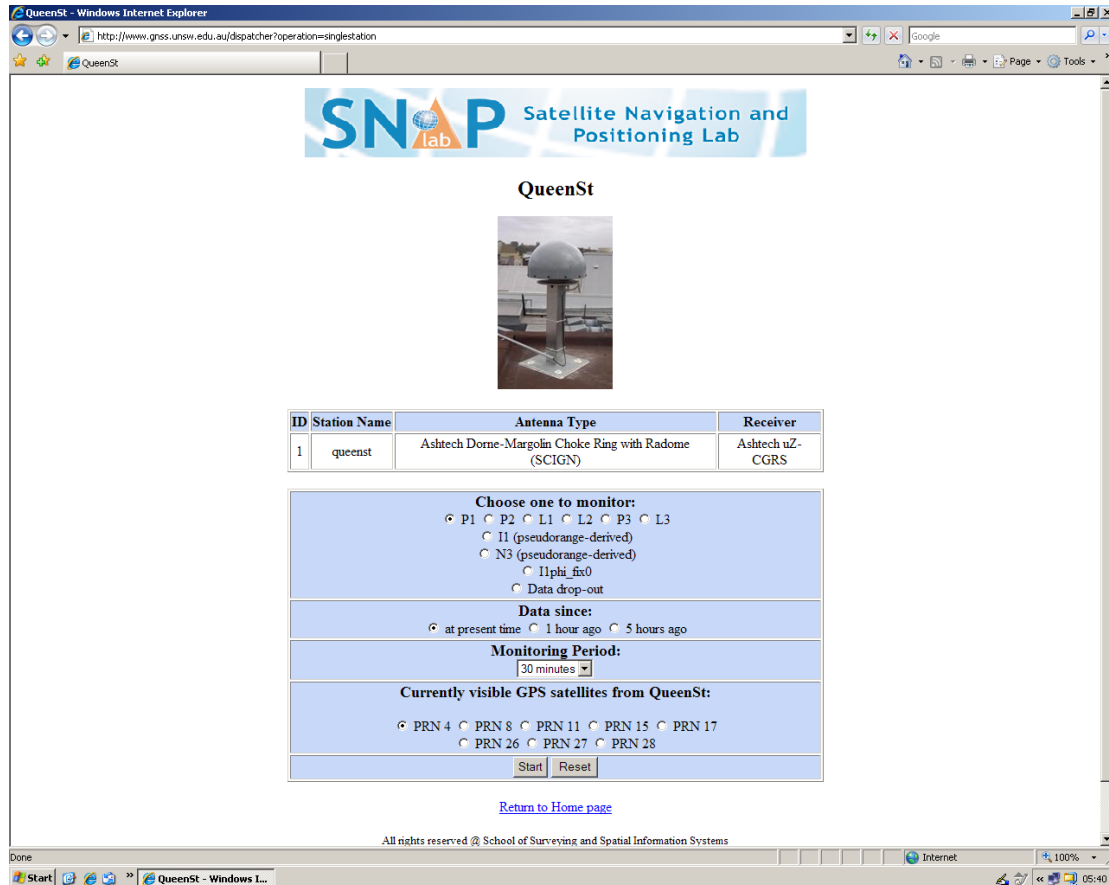 QueenSt - Windows Internet Explorer
http://www.gnss.unsw.edu.au/dispatcher?operation=singlestation
Google
QueenSt
Page
Tools
SNAP lab Satellite Navigation and
Positioning Lab
QueenSt
ID Station Name Antenna Type Receiver
1 queenst Ashtech Dorne-Margolin Choke Ring with Radome
(SCIGN) Ashtech uZ-
CGRS
Choose one to monitor:
P1 P2 L1 L2 P3 L3
I1 (pseudorange-derived)
N3 (pseudorange-derived)
I1phi_fix0
Data drop-out
Data since:
at present time 1 hour ago 5 hours ago
Monitoring Period:
30 minutes
Currently visible GPS satellites from QueenSt:
PRN 4 PRN 8 PRN 11 PRN 15 PRN 17
PRN 26 PRN 27 PRN 28
Start Reset
Return to Home page
All rights reserved @ School of Surveying and Spatial Information Systems
Done Internet 100%
Start QueenSt - Windows I... 05:40